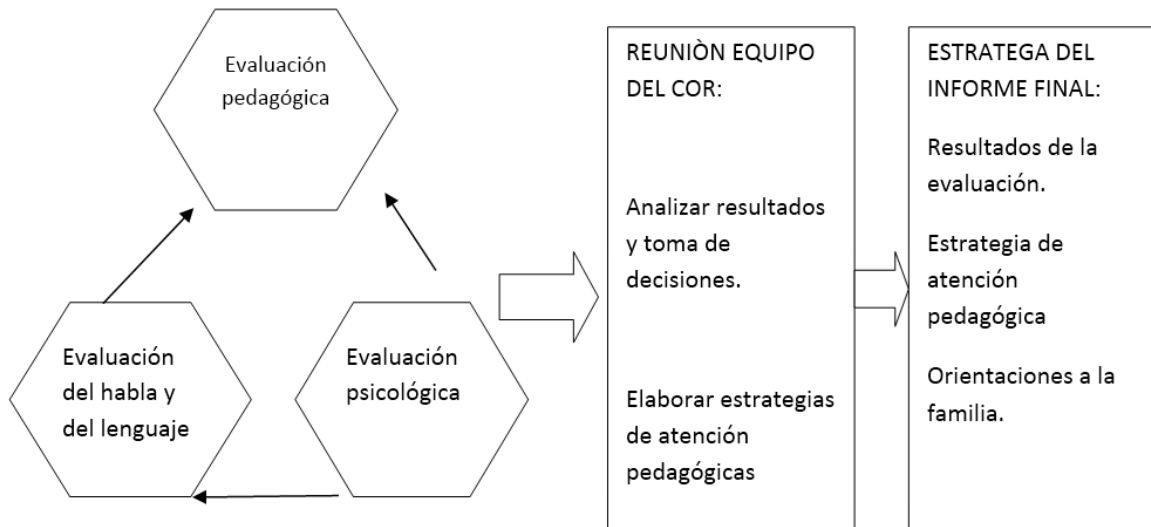 Evaluación
pedagógica
Evaluación
del habla y
del lenguaje
Evaluación
psicológica
REUNIÒN EQUIPO
DEL COR:
Analizar resultados
y toma de
decisiones.
Elaborar estrategias
de atención
pedagógicas
ESTRATEGA DEL
INFORME FINAL:
Resultados de la
evaluación.
Estrategia de
atención
pedagógica
Orientaciones a la
familia.